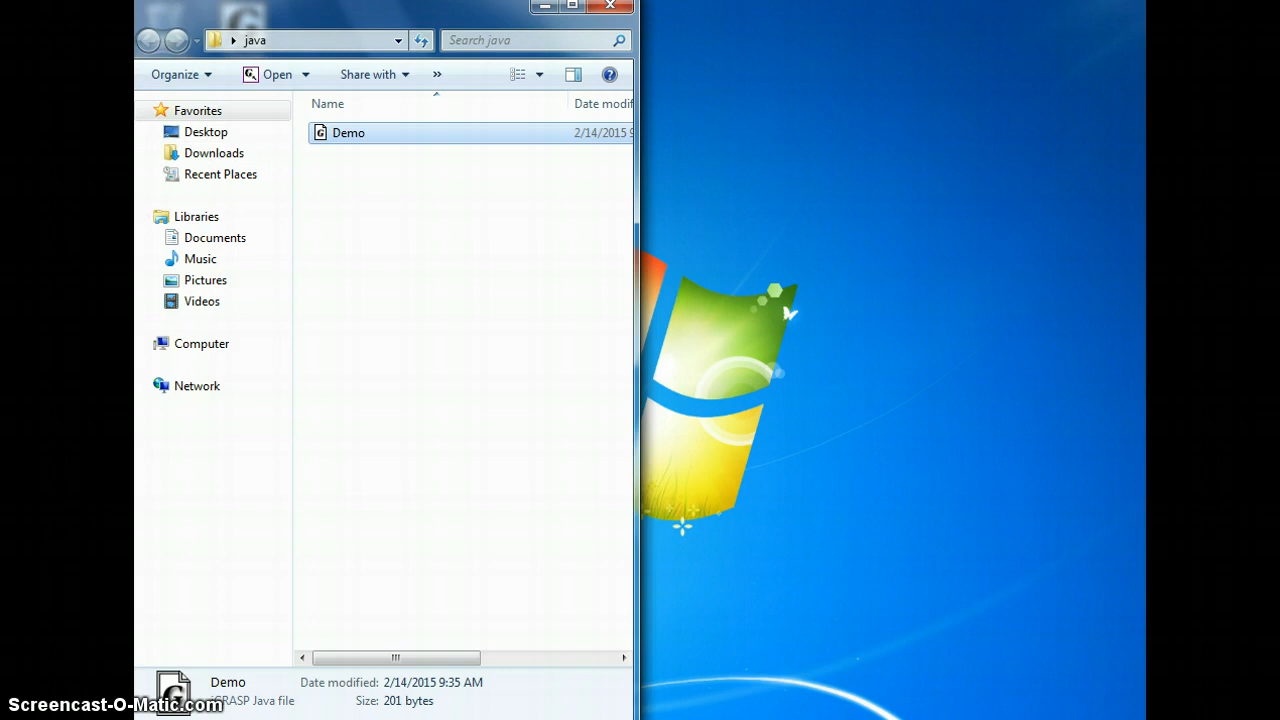 java
Search java
Organize
Open
Share with
»
Name
Date modif
Demo
2/14/2015 9
Favorites
Desktop
Downloads
Recent Places
Libraries
Documents
Music
Pictures
Videos
Computer
Network
Demo
Date modified: 2/14/2015 9:35 AM
GRASP Java file
Size: 201 bytes
Screencast-O-Matic.com